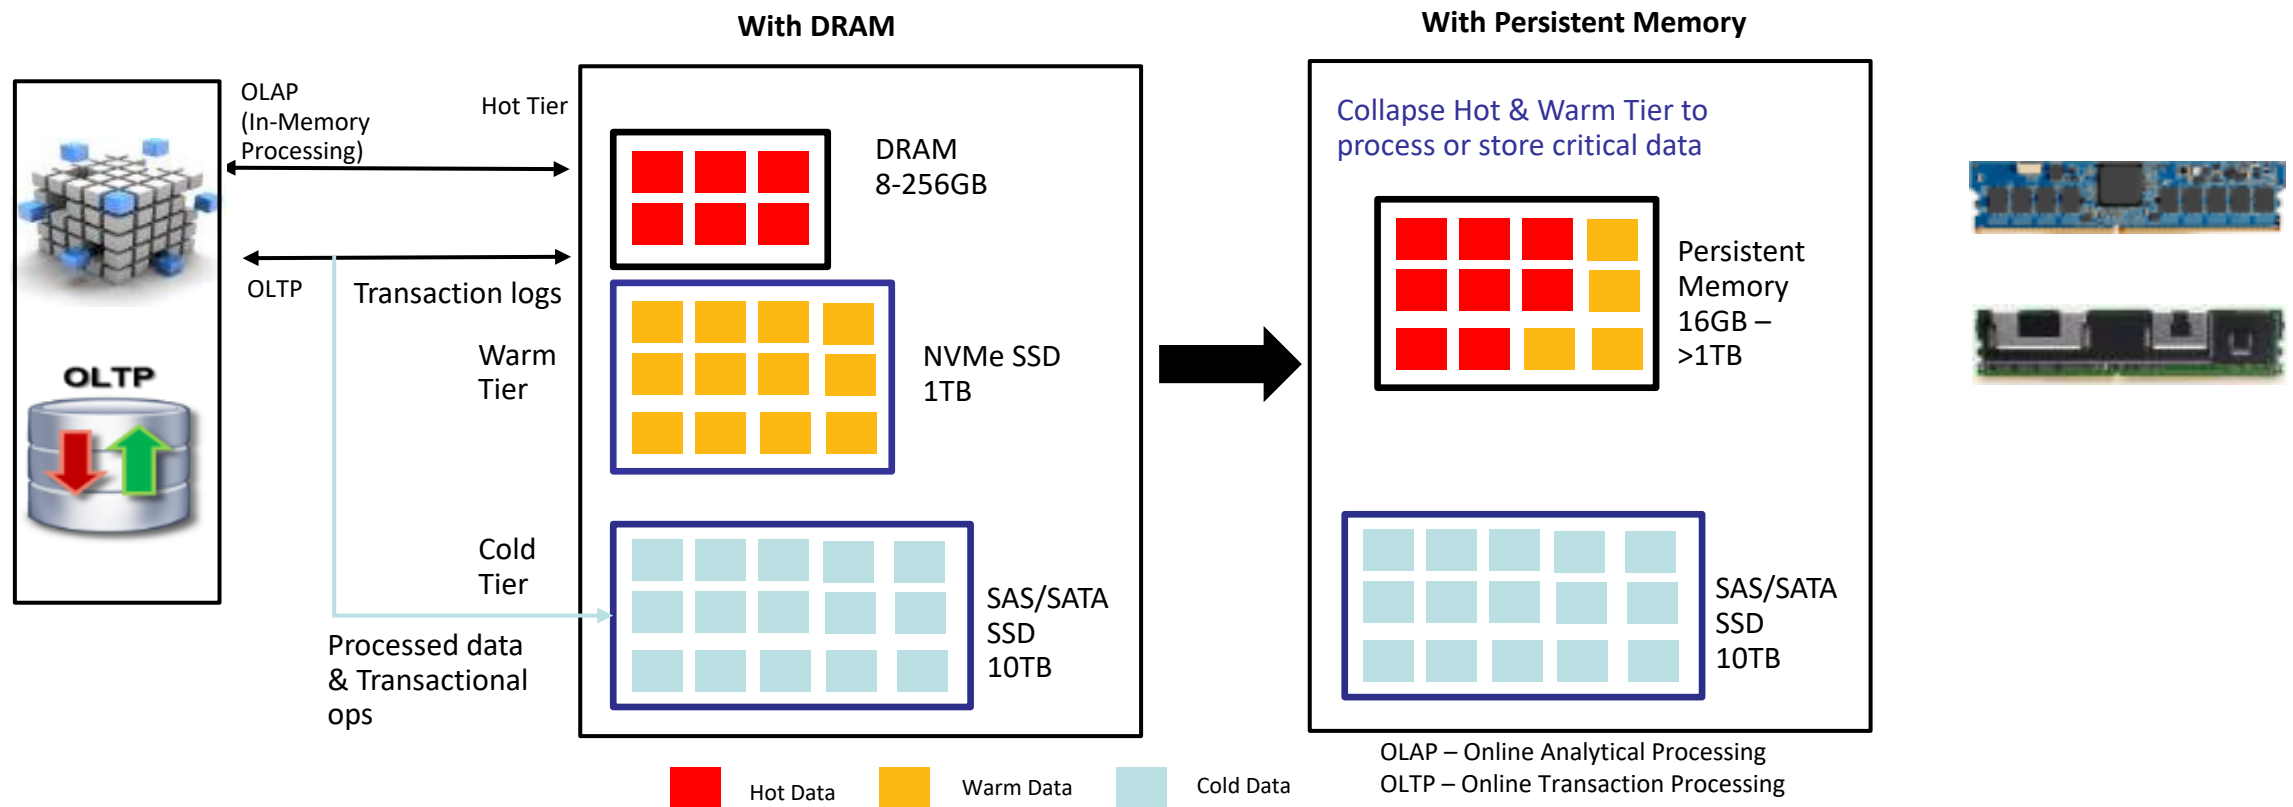 With DRAM
With Persistent Memory
OLAP
(In-Memory
Processing)
Hot Tier
OLTP
Transaction logs
Warm
Tier
Cold
Tier
Processed data
& Transactional
ops
OLTP
DRAM
8-256GB
NVMe SSD
1TB
SAS/SATA
SSD
10TB
Collapse Hot & Warm Tier to
process or store critical data
Persistent
Memory
16GB –
>1TB
SAS/SATA
SSD
10TB
Hot Data
Warm Data
Cold Data
OLAP – Online Analytical Processing
OLTP – Online Transaction Processing